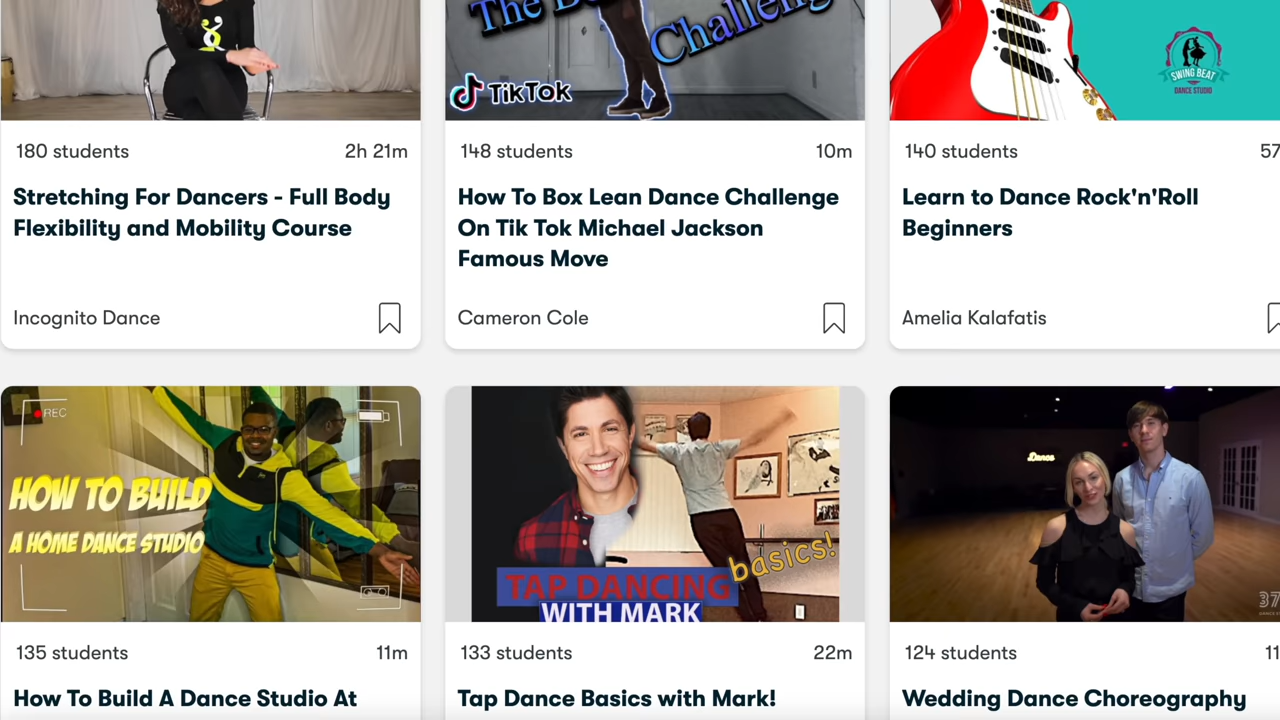 The
Challeng
TikTok
SWING BEAT
DANCE STUDIO
180 students 2h 21m
148 students 10m
140 students 57
Stretching For Dancers - Full Body
Flexibility and Mobility Course
How To Box Lean Dance Challenge
On Tik Tok Michael Jackson
Famous Move
Learn to Dance Rock'n'Roll
Beginners
Incognito Dance
Cameron Cole
Amelia Kalafatis
REC
HOW TO BUILD
A HOME DANCE STUDIO
basics!
TAP DANCING
WITH MARK
Dance
37
135 students 11m
133 students 22m
124 students 11
How To Build A Dance Studio At
Tap Dance Basics with Mark!
Wedding Dance Choreography